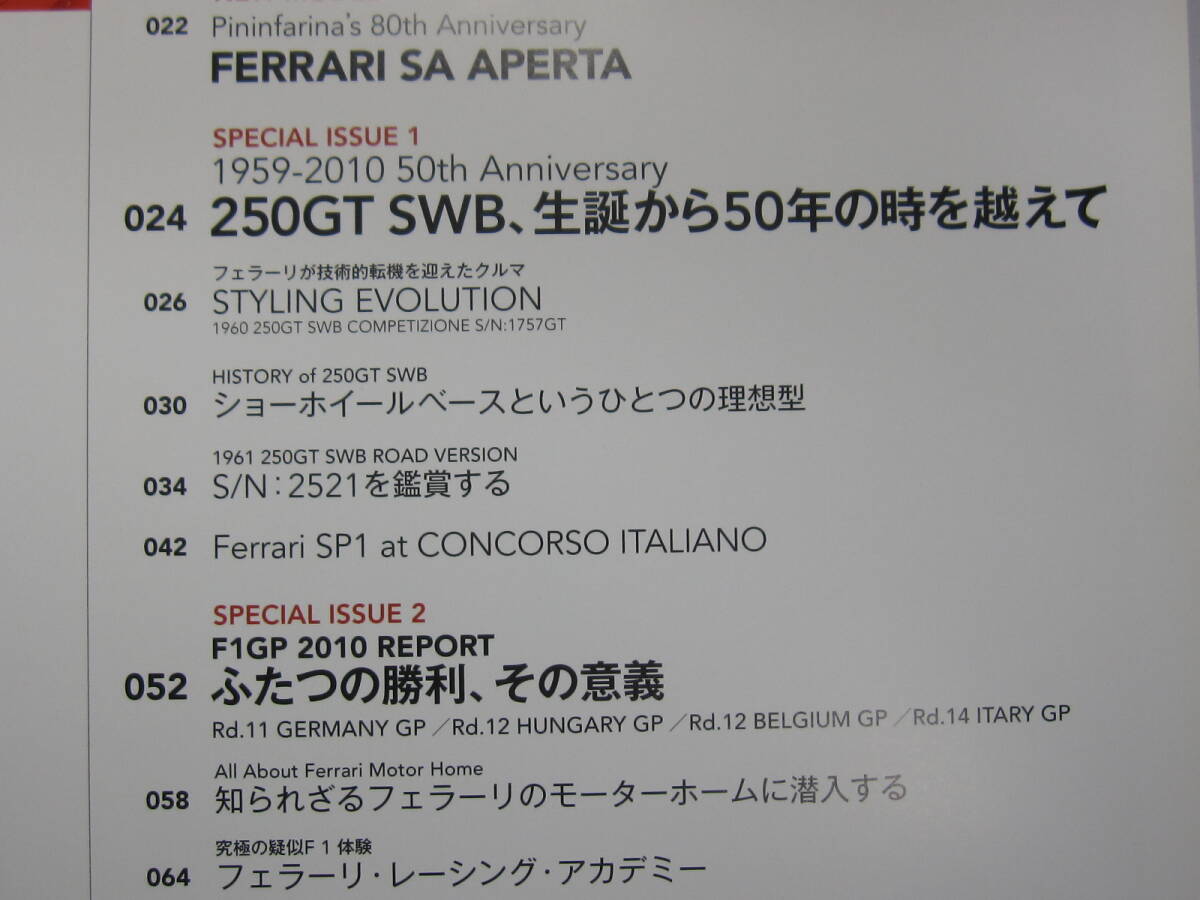 022 Pininfarina's 80th Anniversary
FERRARI SA APERTA
SPECIAL ISSUE 1
1959-2010 50th Anniversary
024 250GT SWB、生誕から50年の時を越えて
フェラーリが技術的転機を迎えたクルマ
026 STYLING EVOLUTION
1960 250GT SWB COMPETIZIONE S/N:1757GT
HISTORY of 250GT SWB
030 ショーホイールベースというひとつの理想型
1961 250GT SWB ROAD VERSION
034 S/N：2521を鑑賞する
042 Ferrari SP1 at CONCORSO ITALIANO
SPECIAL ISSUE 2
F1GP 2010 REPORT
052 ふたつの勝利、その意義
Rd.11 GERMANY GP／Rd.12 HUNGARY GP／Rd.12 BELGIUM GP／Rd.14 ITARY GP
All About Ferrari Motor Home
058 知られざるフェラーリのモーターホームに潜入する
究極の疑似F1体験
064 フェラーリ・レーシング・アカデミー